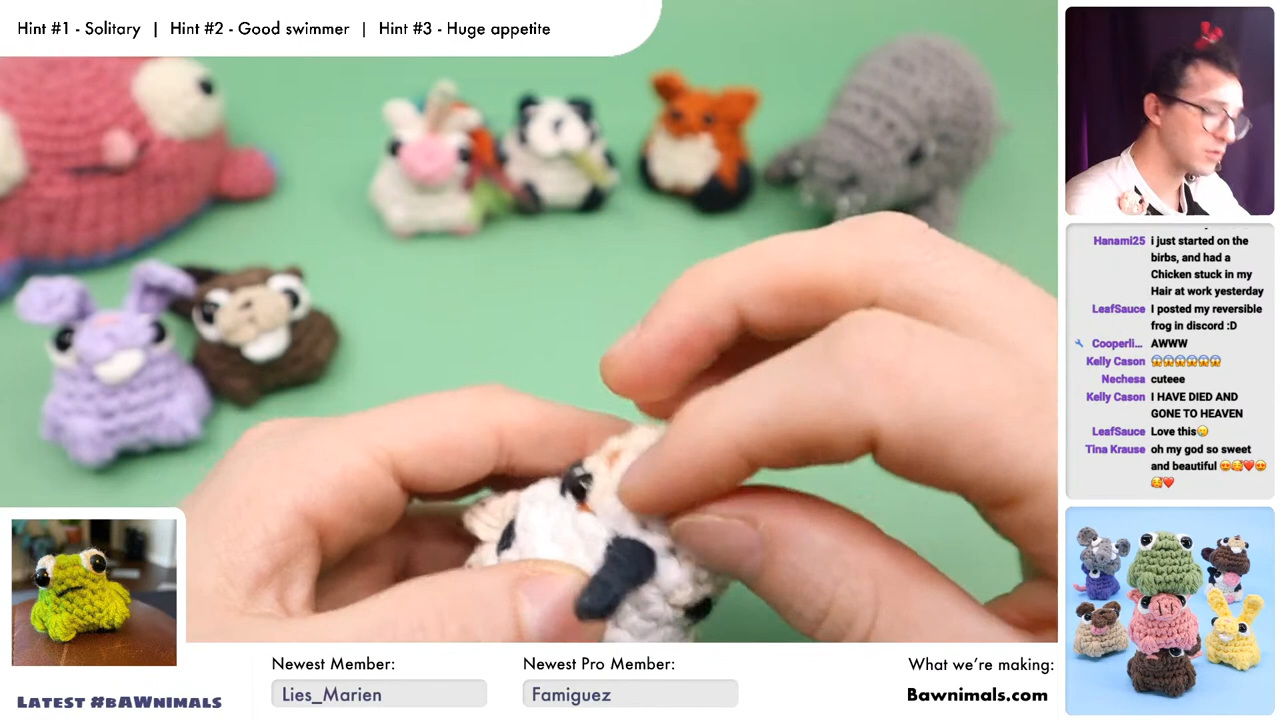 Hint #1 - Solitary | Hint #2 - Good swimmer | Hint #3 - Huge appetite
Hanami25 i just started on the
birbs, and had a
Chicken stuck in my
Hair at work yesterday
LeafSauce I posted my reversible
frog in discord :D
Cooperli... AWWW
Kelly Cason 😱😱😱😱😱😱
Nechesa cuteee
Kelly Cason I HAVE DIED AND
GONE TO HEAVEN
LeafSauce Love this🥲
Tina Krause oh my god so sweet
and beautiful 😍🥰❤️😍
🥰❤️
Newest Member:
Lies_Marien
Newest Pro Member:
Famiguez
What we're making:
Bawnimals.com
LATEST #BAWNIMALS